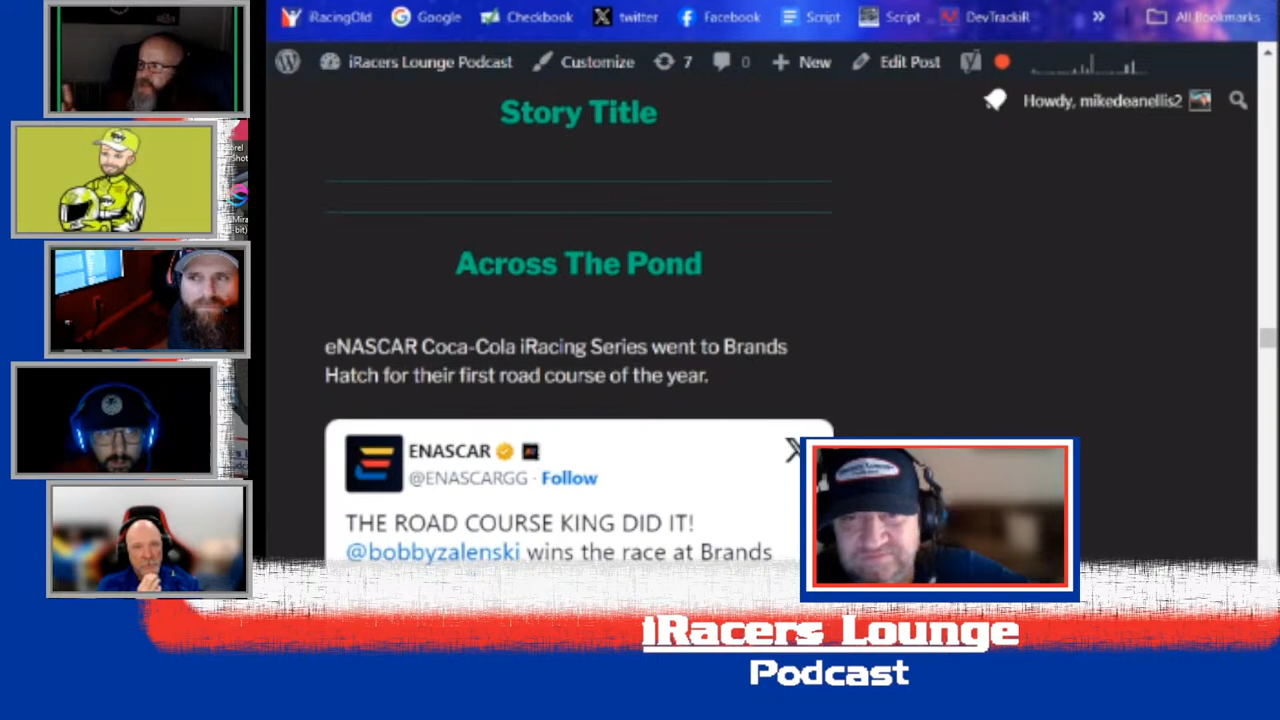 iRacingOld Google Checkbook twitter Facebook Script Script DevTrackiR » All Bookmarks
iRacers Lounge Podcast Customize 7 0 New Edit Post
Howdy, mikedeanellis2
Story Title
Across The Pond
eNASCAR Coca-Cola iRacing Series went to Brands
Hatch for their first road course of the year.
ENASCAR
@ENASCARGG · Follow
THE ROAD COURSE KING DID IT!
@bobbyzalenski wins the race at Brands
iRacers Lounge
Podcast